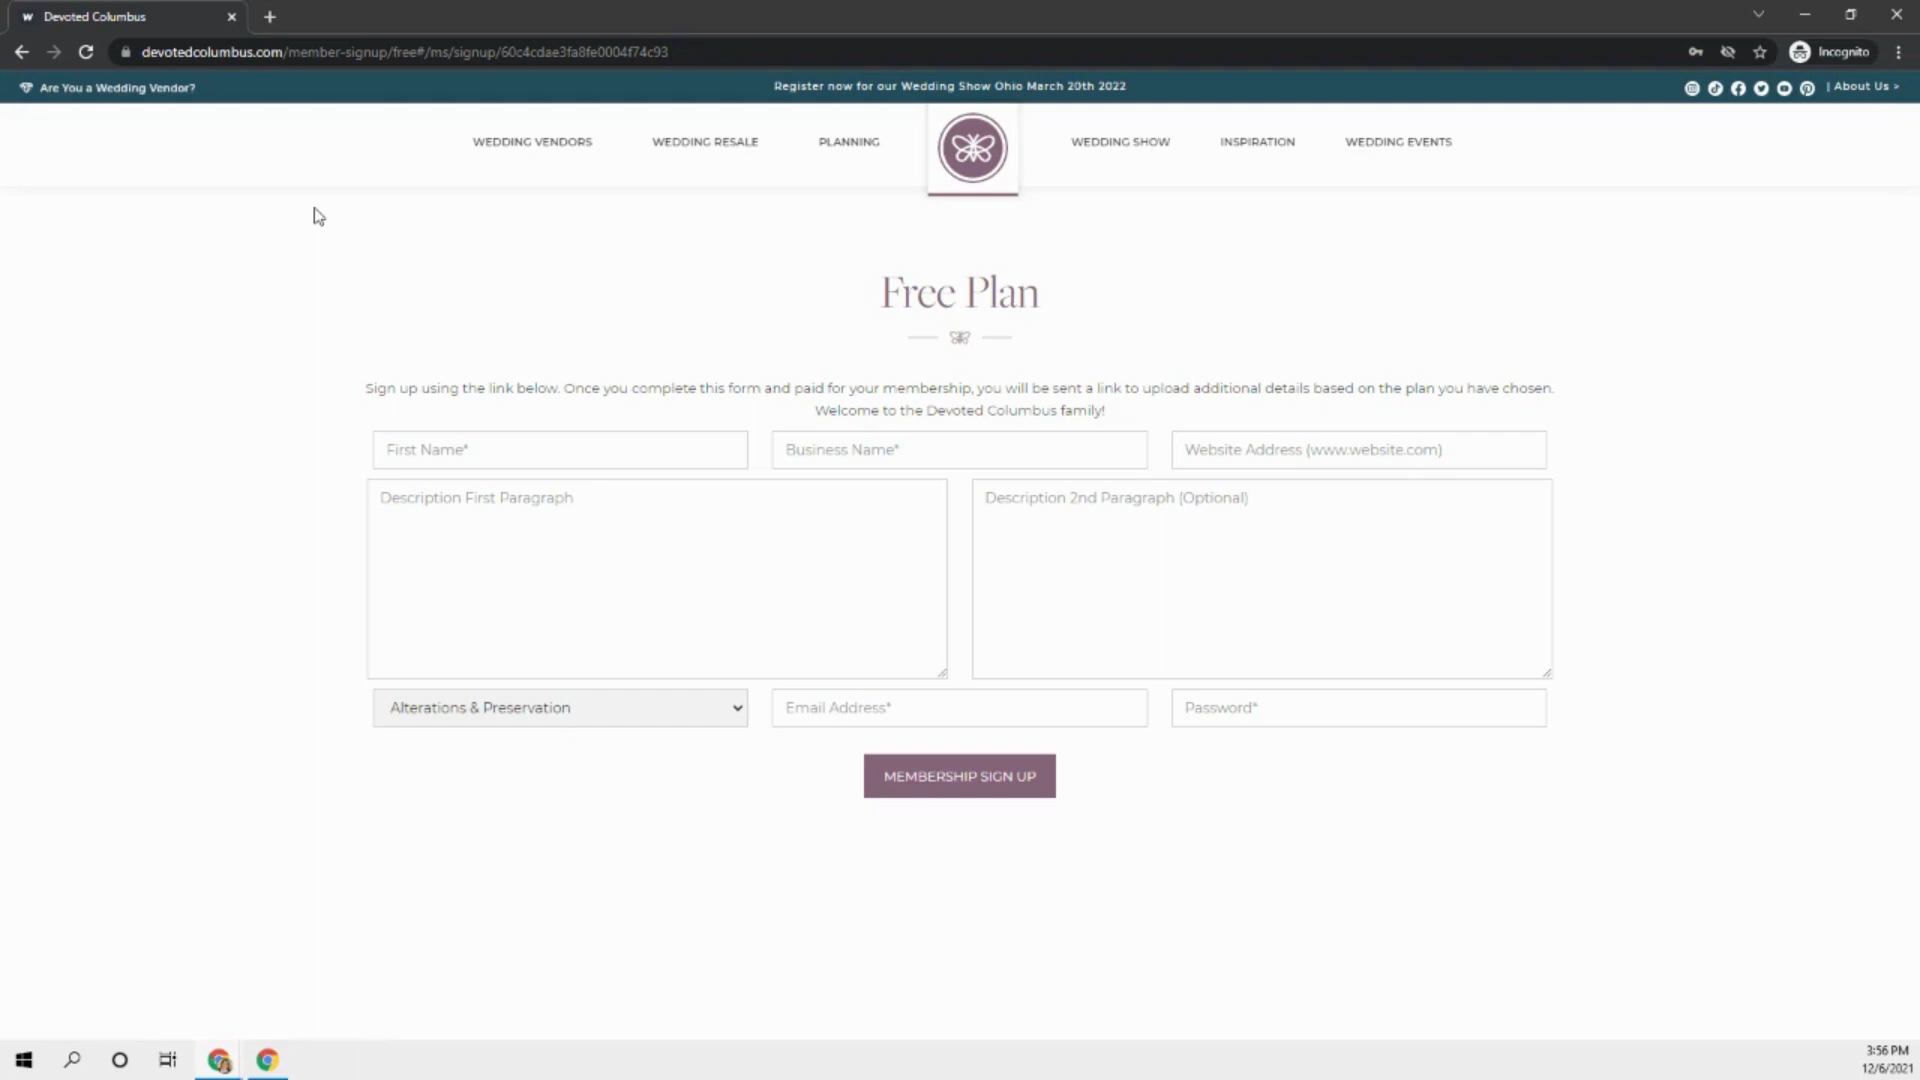 Devoted Columbus
devotedcolumbus.com/member-signup/free#/ms/signup/60c4cdae3fa8fe0004f74c93
Incognito
Are You a Wedding Vendor?
Register now for our Wedding Show Ohio March 20th 2022
| About Us >
WEDDING VENDORS
WEDDING RESALE
PLANNING
WEDDING SHOW
INSPIRATION
WEDDING EVENTS
Free Plan
Sign up using the link below. Once you complete this form and paid for your membership, you will be sent a link to upload additional details based on the plan you have chosen.
Welcome to the Devoted Columbus family!
First Name*
Business Name*
Website Address (www.website.com)
Description First Paragraph
Description 2nd Paragraph (Optional)
Alterations & Preservation
Email Address*
Password*
MEMBERSHIP SIGN UP
3:56 PM
12/6/2021